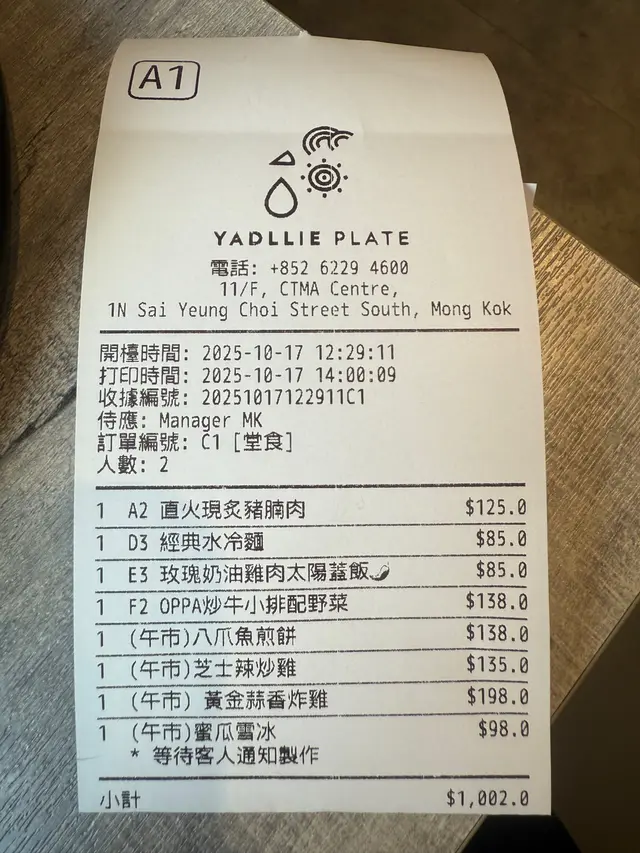 A1
YADLLIE PLATE
電話: +852 6229 4600
11/F, CTMA Centre,
1N Sai Yeung Choi Street South, Mong Kok
開檯時間: 2025-10-17 12:29:11
打印時間: 2025-10-17 14:00:09
收據編號: 20251017122911C1
侍應: Manager MK
訂單編號: C1 [堂食]
人數: 2
1 A2 直火現炙豬腩肉 $125.0
1 D3 經典水冷麵 $85.0
1 E3 玫瑰奶油雞肉太陽蓋飯🌶 $85.0
1 F2 OPPA炒牛小排配野菜 $138.0
1 (午市)八爪魚煎餅 $138.0
1 (午市)芝士辣炒雞 $135.0
1 (午市) 黃金蒜香炸雞 $198.0
1 (午市)蜜瓜雪冰 $98.0
* 等待客人通知製作
小計 $1,002.0